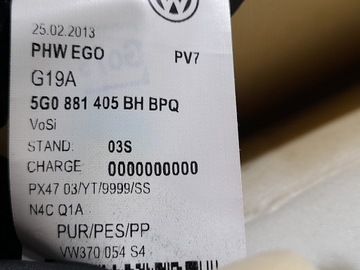 25.02.2013
PHW EGO PV7
G19A
5G0 881 405 BH BPQ
VoSi
STAND: 03S
CHARGE 0000000000
PX47 03/YT/9999/SS
N4C Q1A
PUR/PES/PP
VW370 054 S4